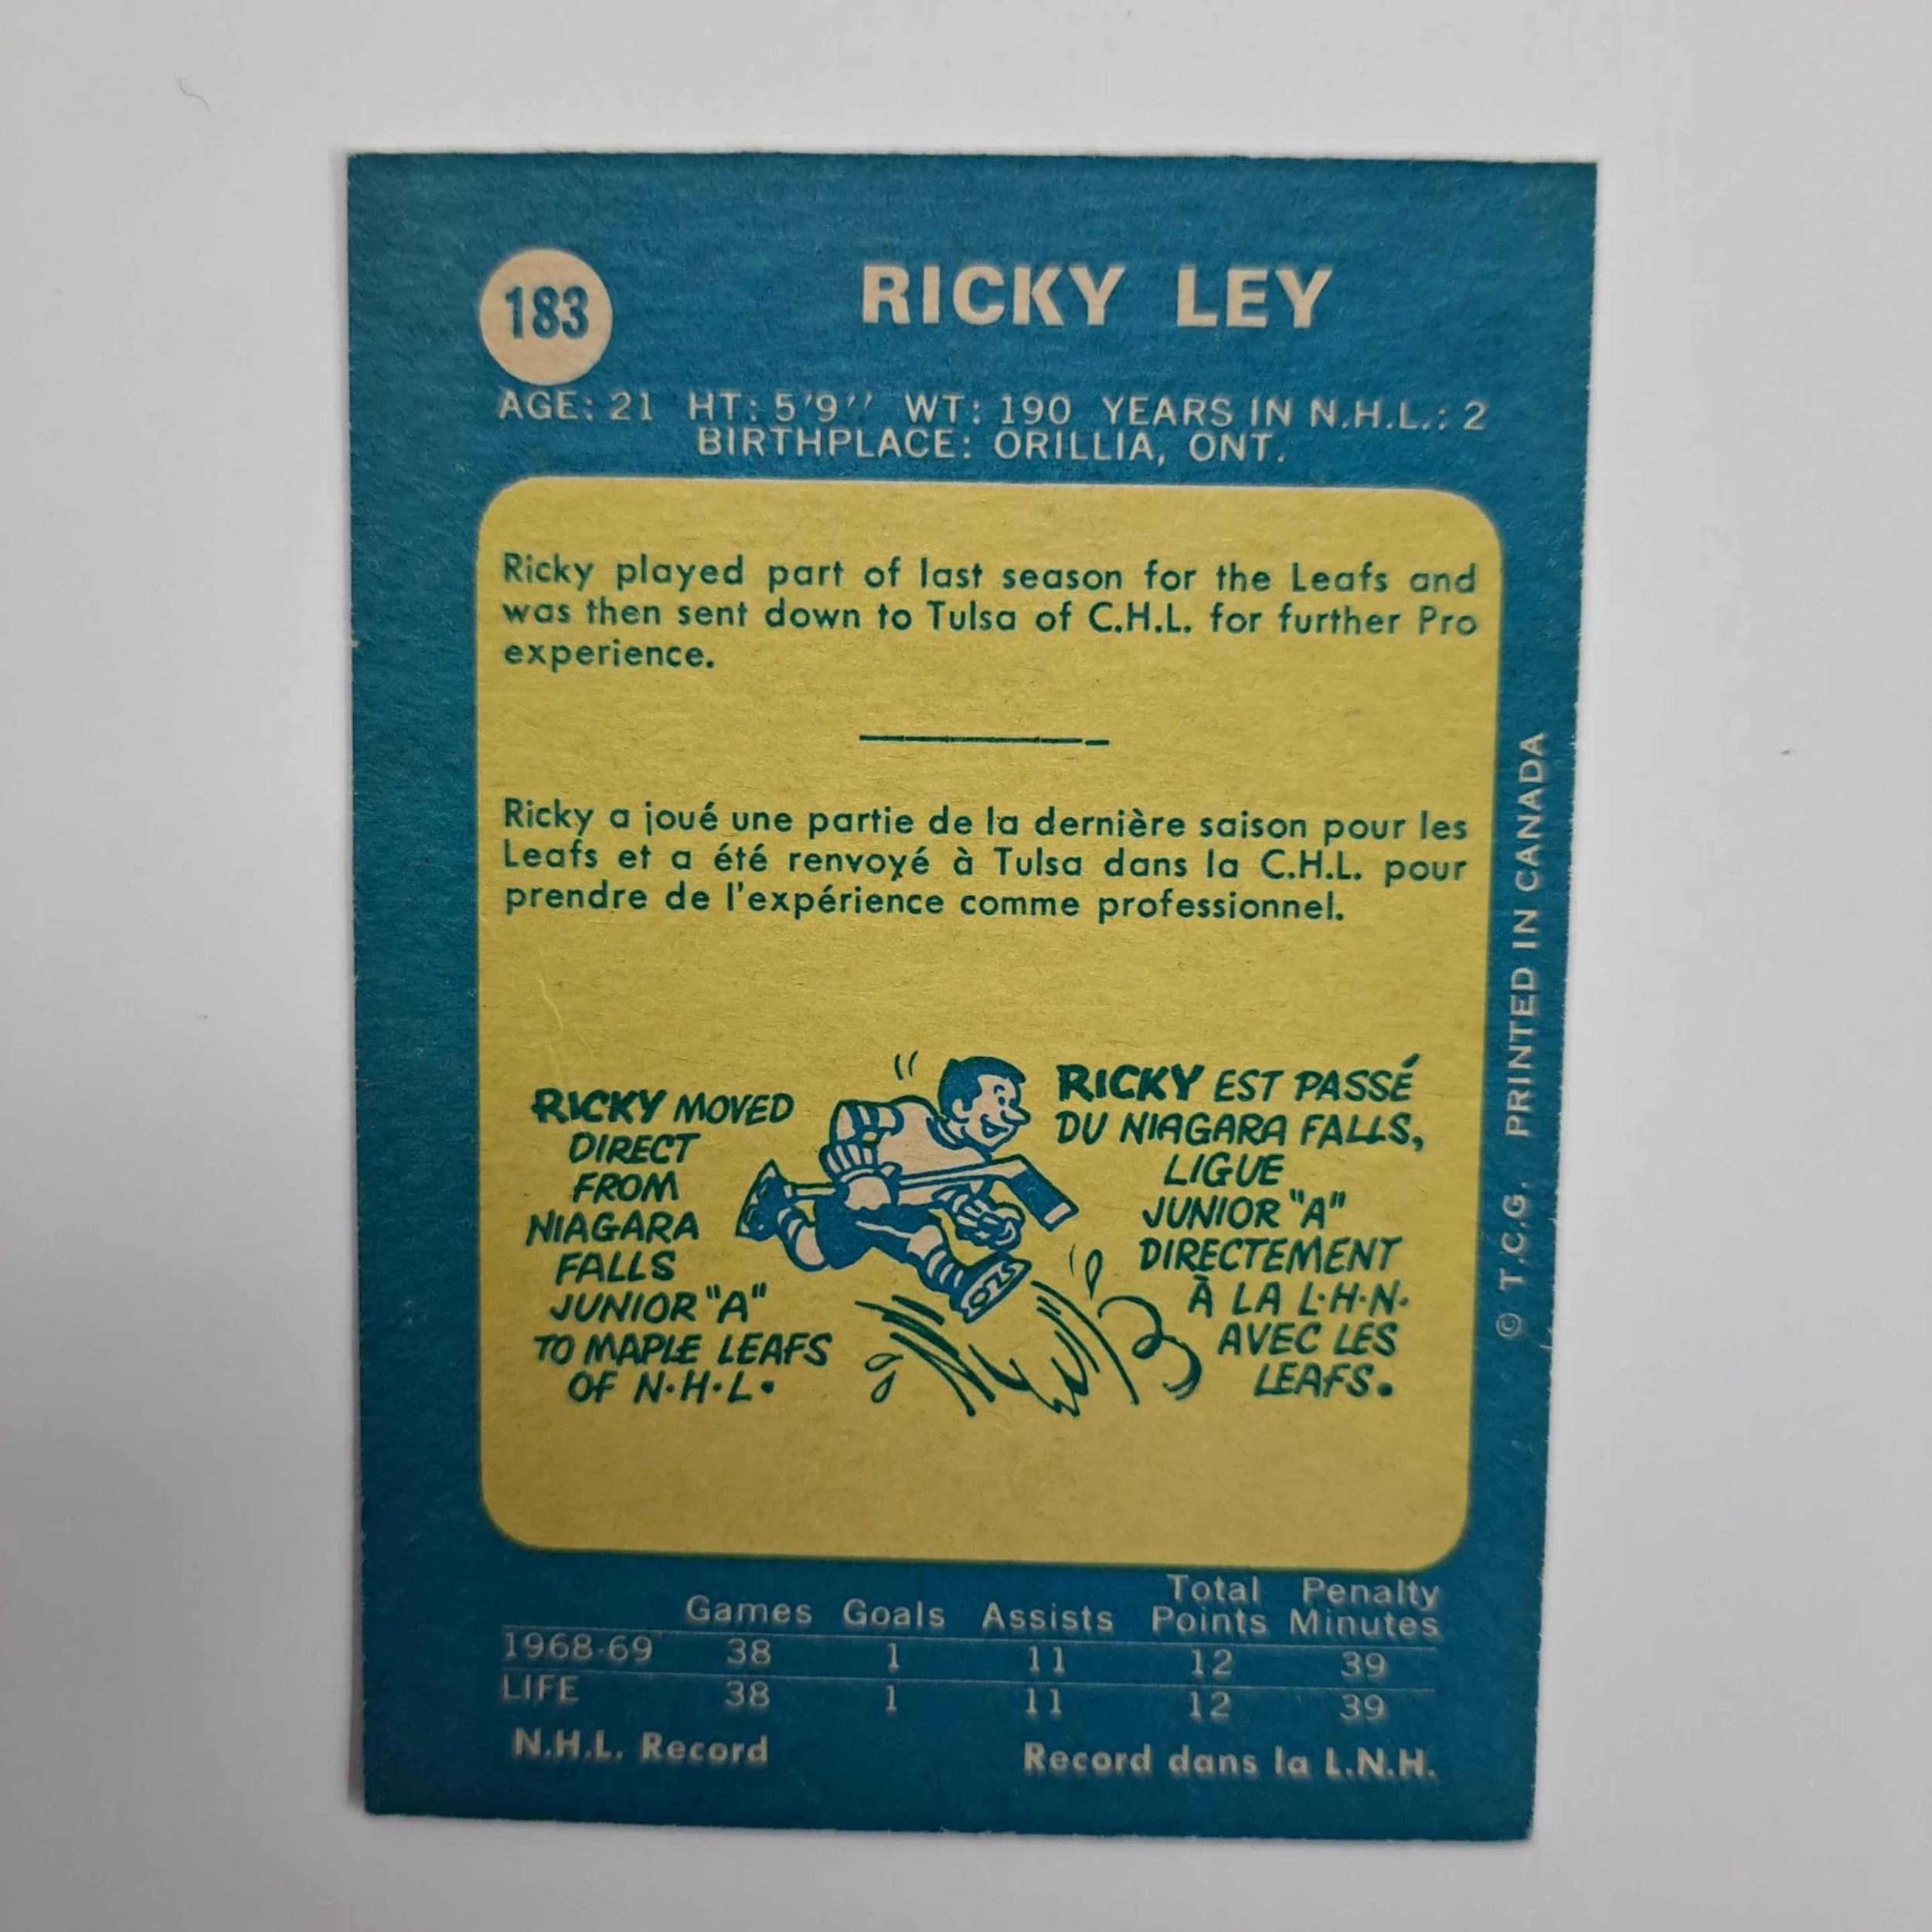 183
RICKY LEY
AGE: 21 HT: 5'9'' WT: 190 YEARS IN N.H.L.: 2
BIRTHPLACE: ORILLIA, ONT.
Ricky played part of last season for the Leafs and
was then sent down to Tulsa of C.H.L. for further Pro
experience.
Ricky a joué une partie de la dernière saison pour les
Leafs et a été renvoyé à Tulsa dans la C.H.L. pour
prendre de l'expérience comme professionnel.
RICKY MOVED
DIRECT
FROM
NIAGARA
FALLS
JUNIOR "A"
TO MAPLE LEAFS
OF N.H.L.
RICKY EST PASSÉ
DU NIAGARA FALLS,
LIGUE
JUNIOR "A"
DIRECTEMENT
À LA L.H.N.
AVEC LES
LEAFS.
© T.C.G. PRINTED IN CANADA
Games Goals Assists Total Points Penalty Minutes
1968-69 38 1 11 12 39
LIFE 38 1 11 12 39
N.H.L. Record Record dans la L.N.H.